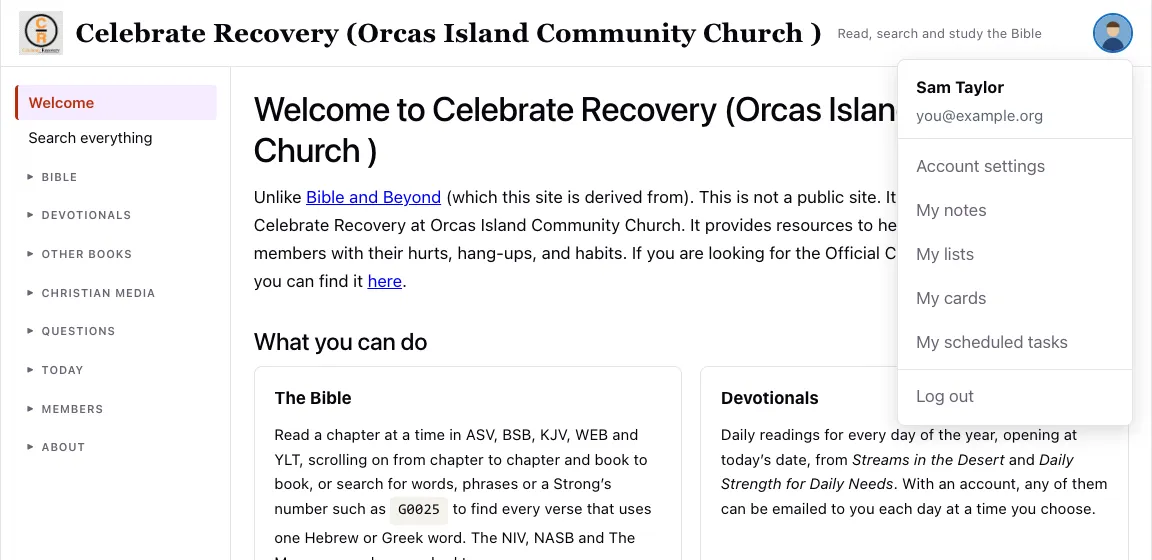 Celebrate Recovery (Orcas Island Community Church )
Read, search and study the Bible
Sam Taylor
you@example.org
Account settings
My notes
My lists
My cards
My scheduled tasks
Log out
Welcome
Search everything
BIBLE
DEVOTIONALS
OTHER BOOKS
CHRISTIAN MEDIA
QUESTIONS
TODAY
MEMBERS
ABOUT
Welcome to Celebrate Recovery (Orcas Islan
Church )
Unlike Bible and Beyond (which this site is derived from). This is not a public site. It
Celebrate Recovery at Orcas Island Community Church. It provides resources to he
members with their hurts, hang-ups, and habits. If you are looking for the Official C
you can find it here.
What you can do
The Bible
Read a chapter at a time in ASV, BSB, KJV, WEB and
YLT, scrolling on from chapter to chapter and book to
book, or search for words, phrases or a Strong’s
number such as G0025 to find every verse that uses
one Hebrew or Greek word. The NIV, NASB and The
Devotionals
Daily readings for every day of the year, opening at
today’s date, from Streams in the Desert and Daily
Strength for Daily Needs. With an account, any of them
can be emailed to you each day at a time you choose.